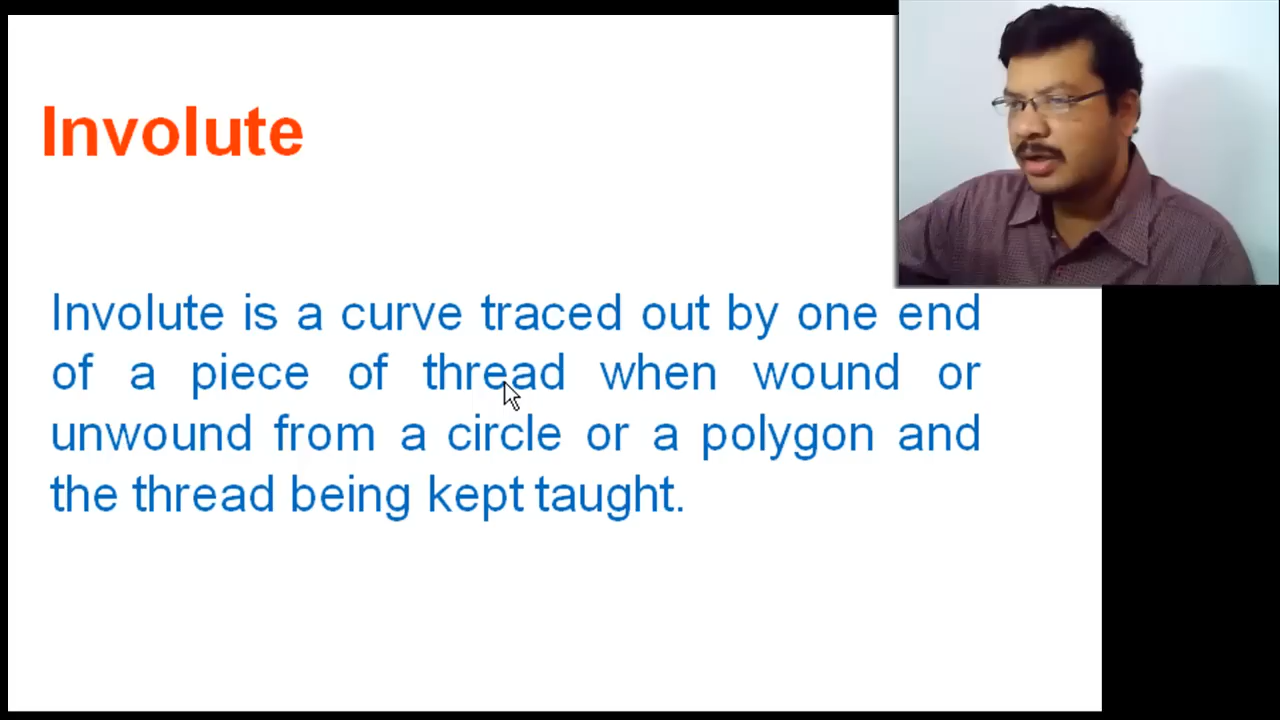 Involute
Involute is a curve traced out by one end
of a piece of thread when wound or
unwound from a circle or a polygon and
the thread being kept taught.